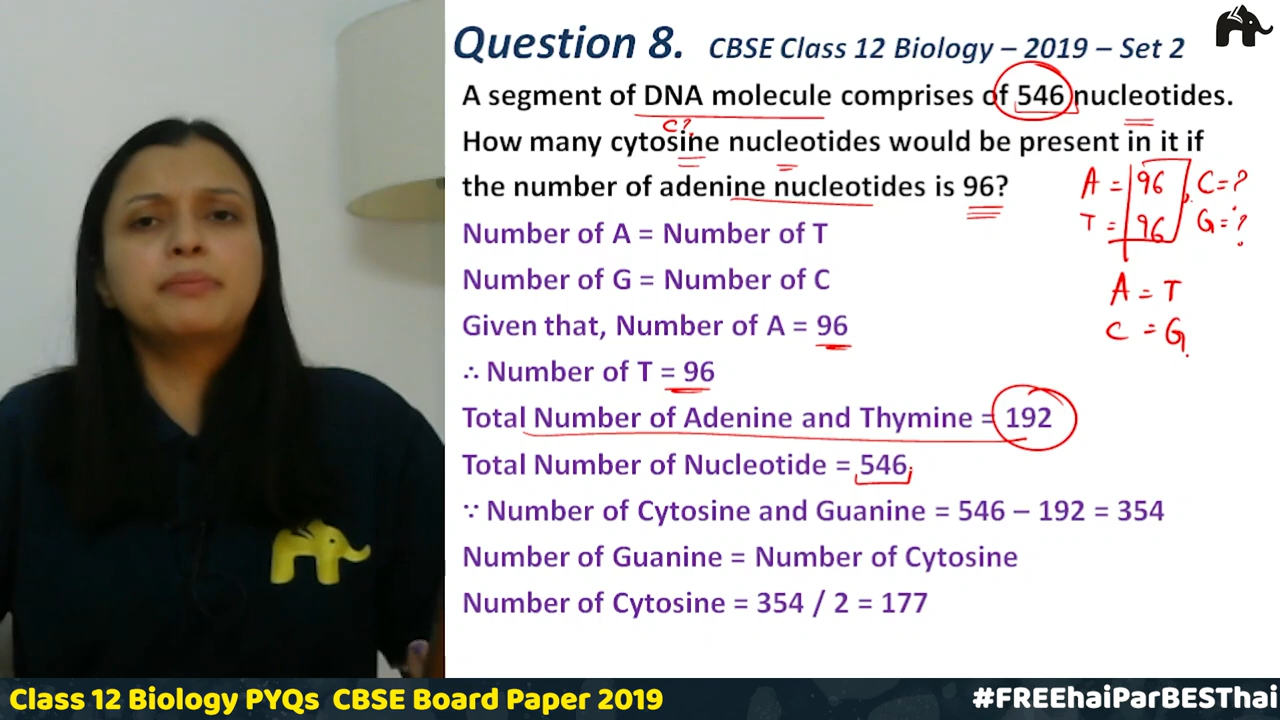 Question 8. CBSE Class 12 Biology – 2019 – Set 2
A segment of DNA molecule comprises of 546 nucleotides.
C?
How many cytosine nucleotides would be present in it if
the number of adenine nucleotides is 96?
A = 96 C = ?
T = 96 G = ?
A = T
C = G
Number of A = Number of T
Number of G = Number of C
Given that, Number of A = 96
∴ Number of T = 96
Total Number of Adenine and Thymine = 192
Total Number of Nucleotide = 546
∵ Number of Cytosine and Guanine = 546 – 192 = 354
Number of Guanine = Number of Cytosine
Number of Cytosine = 354 / 2 = 177
Class 12 Biology PYQs CBSE Board Paper 2019
#FREEhaiParBESThai